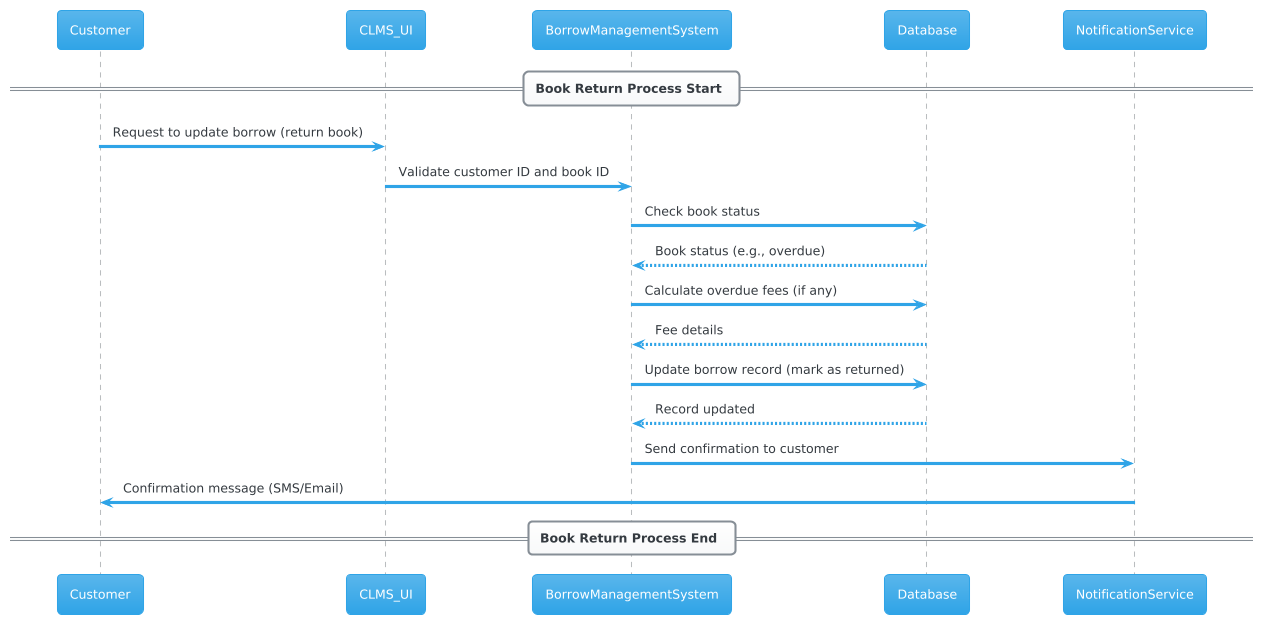 Customer
CLMS_UI
BorrowManagementSystem
Database
NotificationService
Book Return Process Start
Request to update borrow (return book)
Validate customer ID and book ID
Check book status
Book status (e.g., overdue)
Calculate overdue fees (if any)
Fee details
Update borrow record (mark as returned)
Record updated
Send confirmation to customer
Confirmation message (SMS/Email)
Book Return Process End
Customer
CLMS_UI
BorrowManagementSystem
Database
NotificationService